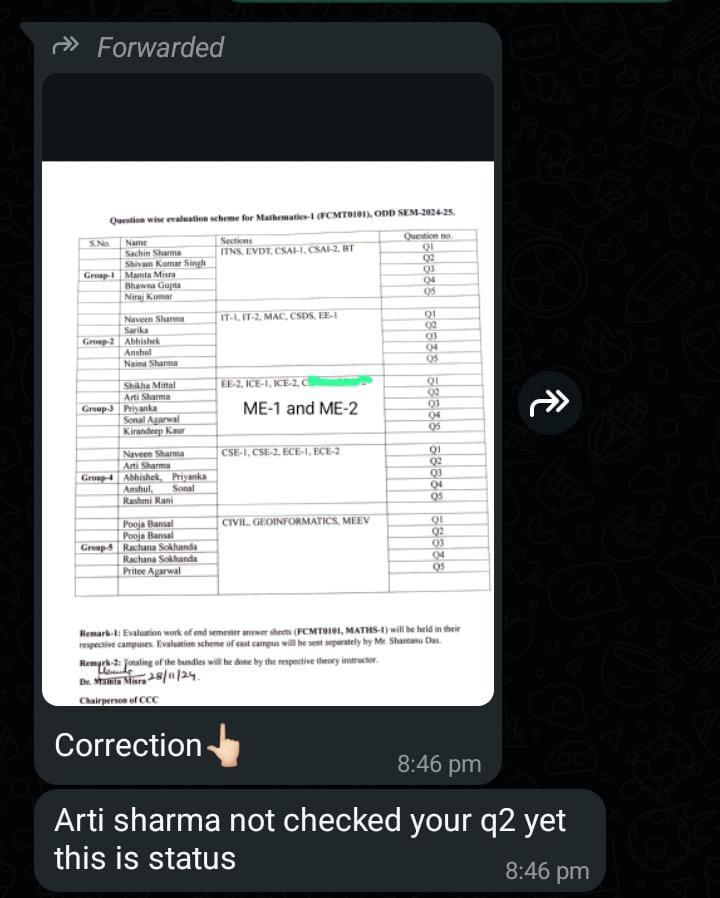 Forwarded
Question wise evaluation scheme for Mathematics-1 (FCMT0101), ODD SEM-2024-25.
S.No. Name Sections Question no.
Sachin Sharma ITNS, EVDT, CSAI-1, CSAI-2, BT Q1
Shivam Kumar Singh Q2
Group-1 Mamta Misra Q3
Bhawna Gupta Q4
Niraj Kumar Q5
Naveen Sharma IT-1, IT-2, MAC, CSDS, EE-1 Q1
Sarika Q2
Group-2 Abhishek Q3
Anshul Q4
Naina Sharma Q5
Shikha Mittal EE-2, ICE-1, ICE-2, C Q1
Arti Sharma Q2
Group-3 Priyanka ME-1 and ME-2 Q3
Sonal Agarwal Q4
Kirandeep Kaur Q5
Naveen Sharma CSE-1, CSE-2, ECE-1, ECE-2 Q1
Arti Sharma Q2
Group-4 Abhishek, Priyanka Q3
Anshul, Sonal Q4
Rashmi Rani Q5
Pooja Bansal CIVIL, GEOINFORMATICS, MEEV Q1
Pooja Bansal Q2
Group-5 Rachana Sokhanda Q3
Rachana Sokhanda Q4
Pritee Agarwal Q5
Remark-1: Evaluation work of end semester answer sheets (FCMT0101, MATHS-1) will be held in their
respective campuses. Evaluation scheme of east campus will be sent separately by Mr. Shantanu Das.
Remark-2: Totaling of the bundles will be done by the respective theory instructor.
Dr. Mamta Misra 28/11/24.
Chairperson of CCC
Correction👆🏻
8:46 pm
Arti sharma not checked your q2 yet
this is status
8:46 pm